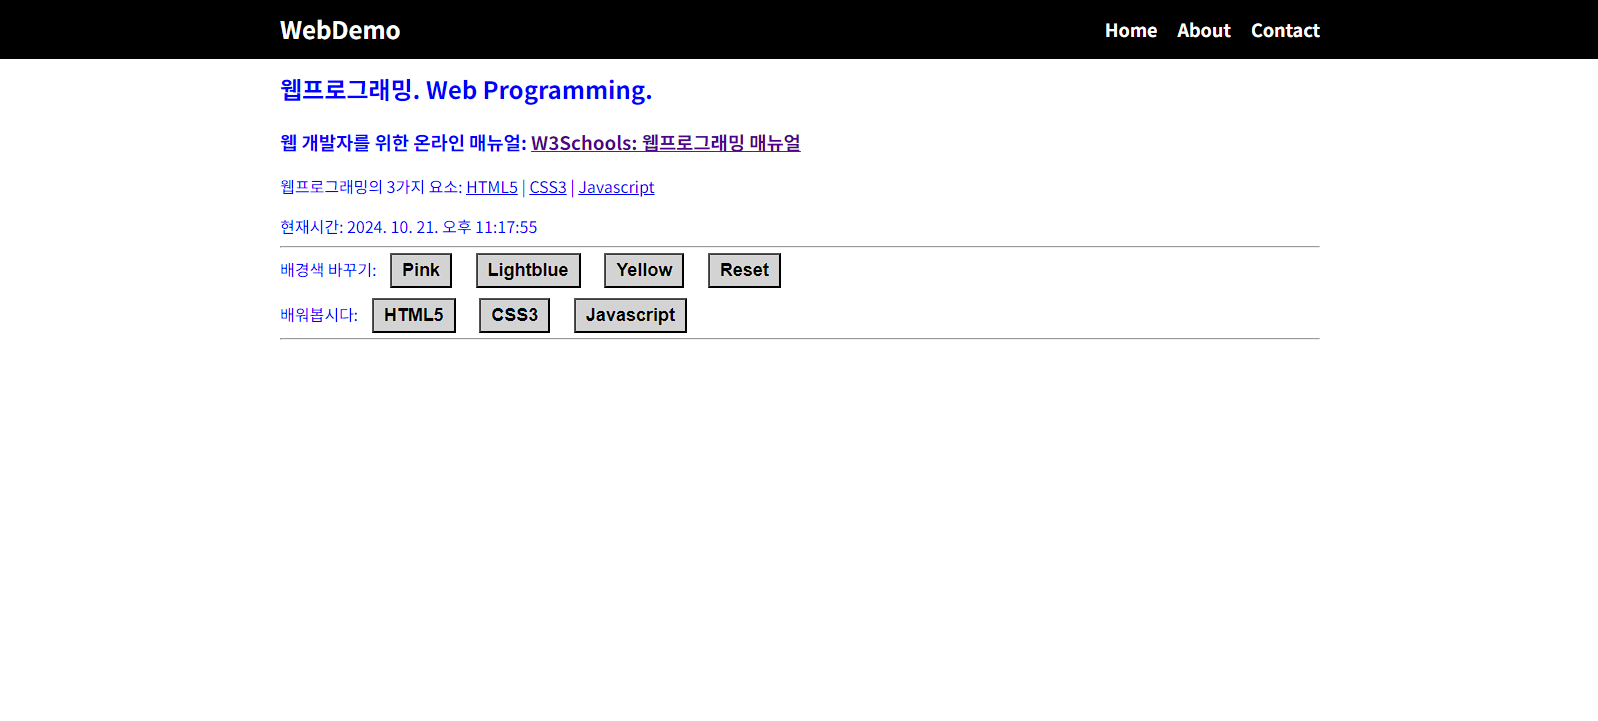 WebDemo Home About Contact
웹프로그래밍. Web Programming.
웹 개발자를 위한 온라인 매뉴얼: W3Schools: 웹프로그래밍 매뉴얼
웹프로그래밍의 3가지 요소: HTML5 | CSS3 | Javascript
현재시간: 2024. 10. 21. 오후 11:17:55
배경색 바꾸기: Pink Lightblue Yellow Reset
배워봅시다: HTML5 CSS3 Javascript